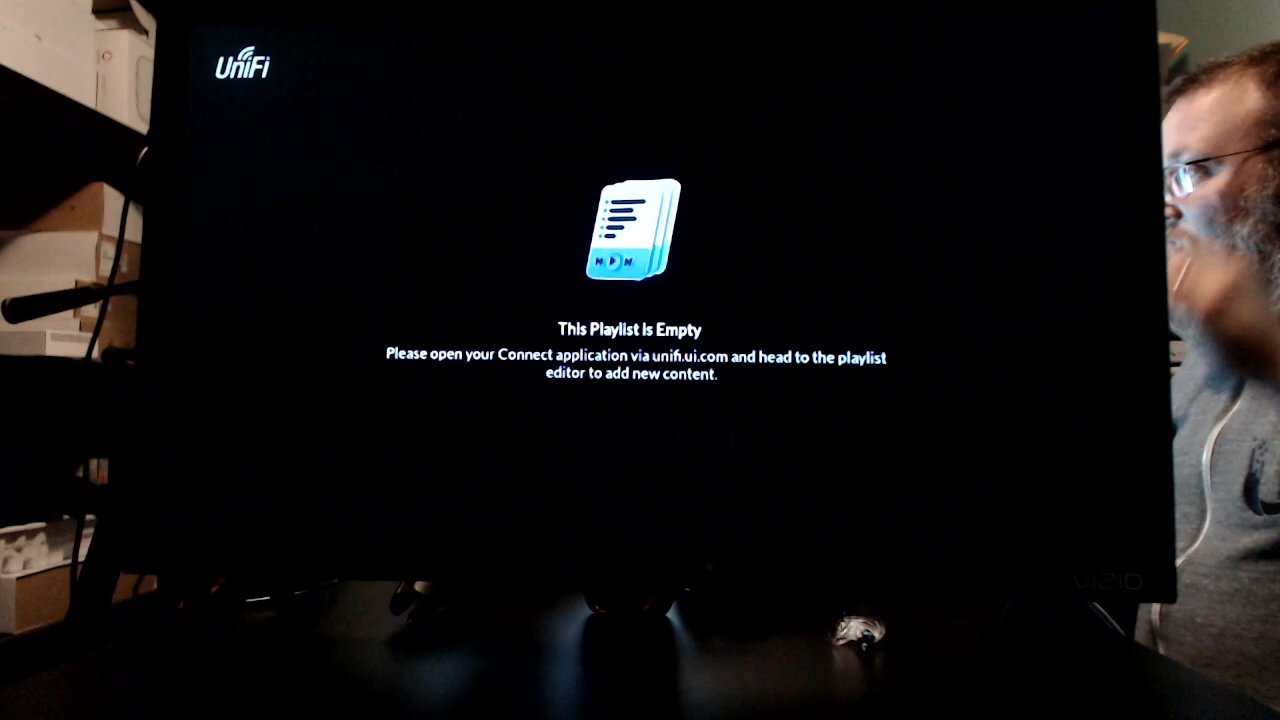 UniFi
This Playlist is Empty
Please open your Connect application via unifi.ui.com and head to the playlist
editor to add new content.
VIZIO